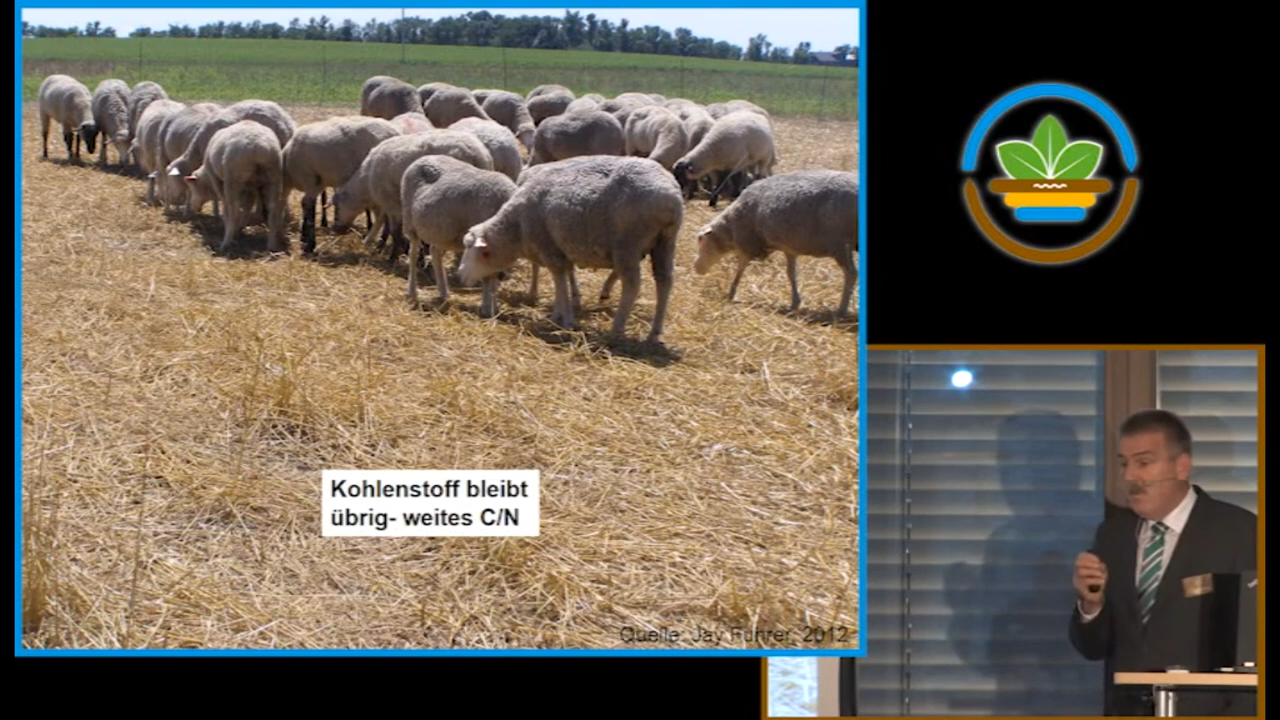 Kohlenstoff bleibt
übrig- weites C/N
Quelle: Jay Fuhrer, 2012